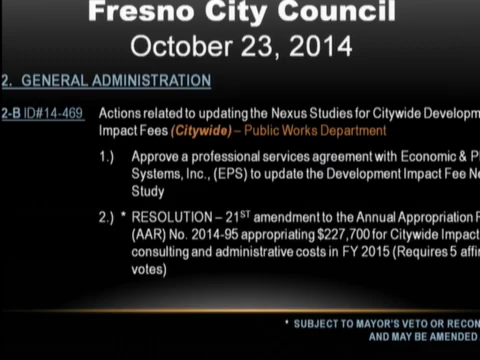 Fresno City Council
October 23, 2014
2. GENERAL ADMINISTRATION
2-B ID#14-469 Actions related to updating the Nexus Studies for Citywide Developm
Impact Fees (Citywide) – Public Works Department
1.) Approve a professional services agreement with Economic & Pl
Systems, Inc., (EPS) to update the Development Impact Fee Ne
Study
2.) * RESOLUTION – 21ST amendment to the Annual Appropriation R
(AAR) No. 2014-95 appropriating $227,700 for Citywide Impact
consulting and administrative costs in FY 2015 (Requires 5 affi
votes)
* SUBJECT TO MAYOR'S VETO OR RECON
AND MAY BE AMENDED